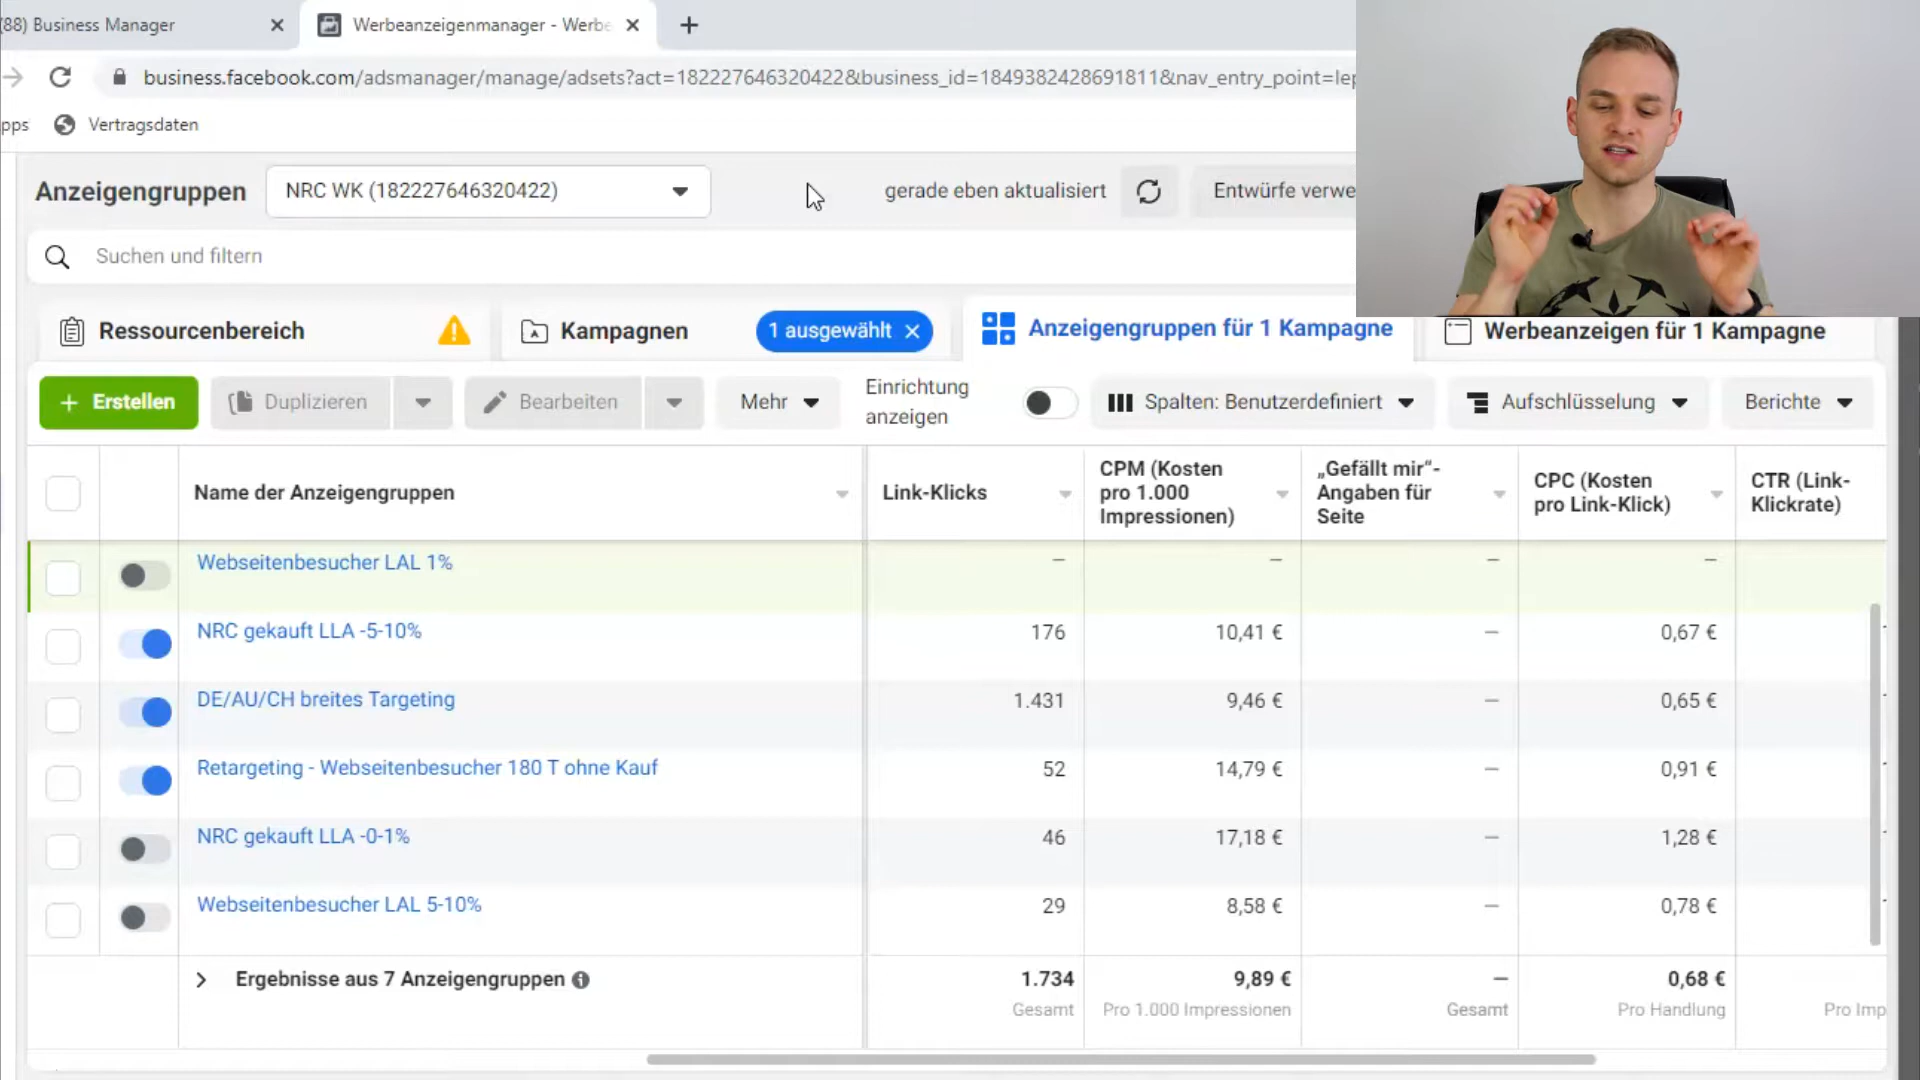 (88) Business Manager
Werbeanzeigenmanager - Werbe
business.facebook.com/adsmanager/manage/adsets?act=182227646320422&business_id=1849382428691811&nav_entry_point=lep
pps
Vertragsdaten
Anzeigengruppen
NRC WK (182227646320422)
gerade eben aktualisiert
Entwürfe verwe
Suchen und filtern
Ressourcenbereich
Kampagnen
1 ausgewählt
Anzeigengruppen für 1 Kampagne
Werbeanzeigen für 1 Kampagne
+ Erstellen
Duplizieren
Bearbeiten
Mehr
Einrichtung
anzeigen
Spalten: Benutzerdefiniert
Aufschlüsselung
Berichte
Name der Anzeigengruppen
Link-Klicks
CPM (Kosten
pro 1.000
Impressionen)
„Gefällt mir“-
Angaben für
Seite
CPC (Kosten
pro Link-Klick)
CTR (Link-
Klickrate)
Webseitenbesucher LAL 1% – – – –
NRC gekauft LLA -5-10% 176 10,41 € – 0,67 €
DE/AU/CH breites Targeting 1.431 9,46 € – 0,65 €
Retargeting - Webseitenbesucher 180 T ohne Kauf 52 14,79 € – 0,91 €
NRC gekauft LLA -0-1% 46 17,18 € – 1,28 €
Webseitenbesucher LAL 5-10% 29 8,58 € – 0,78 €
Ergebnisse aus 7 Anzeigengruppen 1.734 9,89 € – 0,68 €
Gesamt Pro 1.000 Impressionen Gesamt Pro Handlung Pro Imp